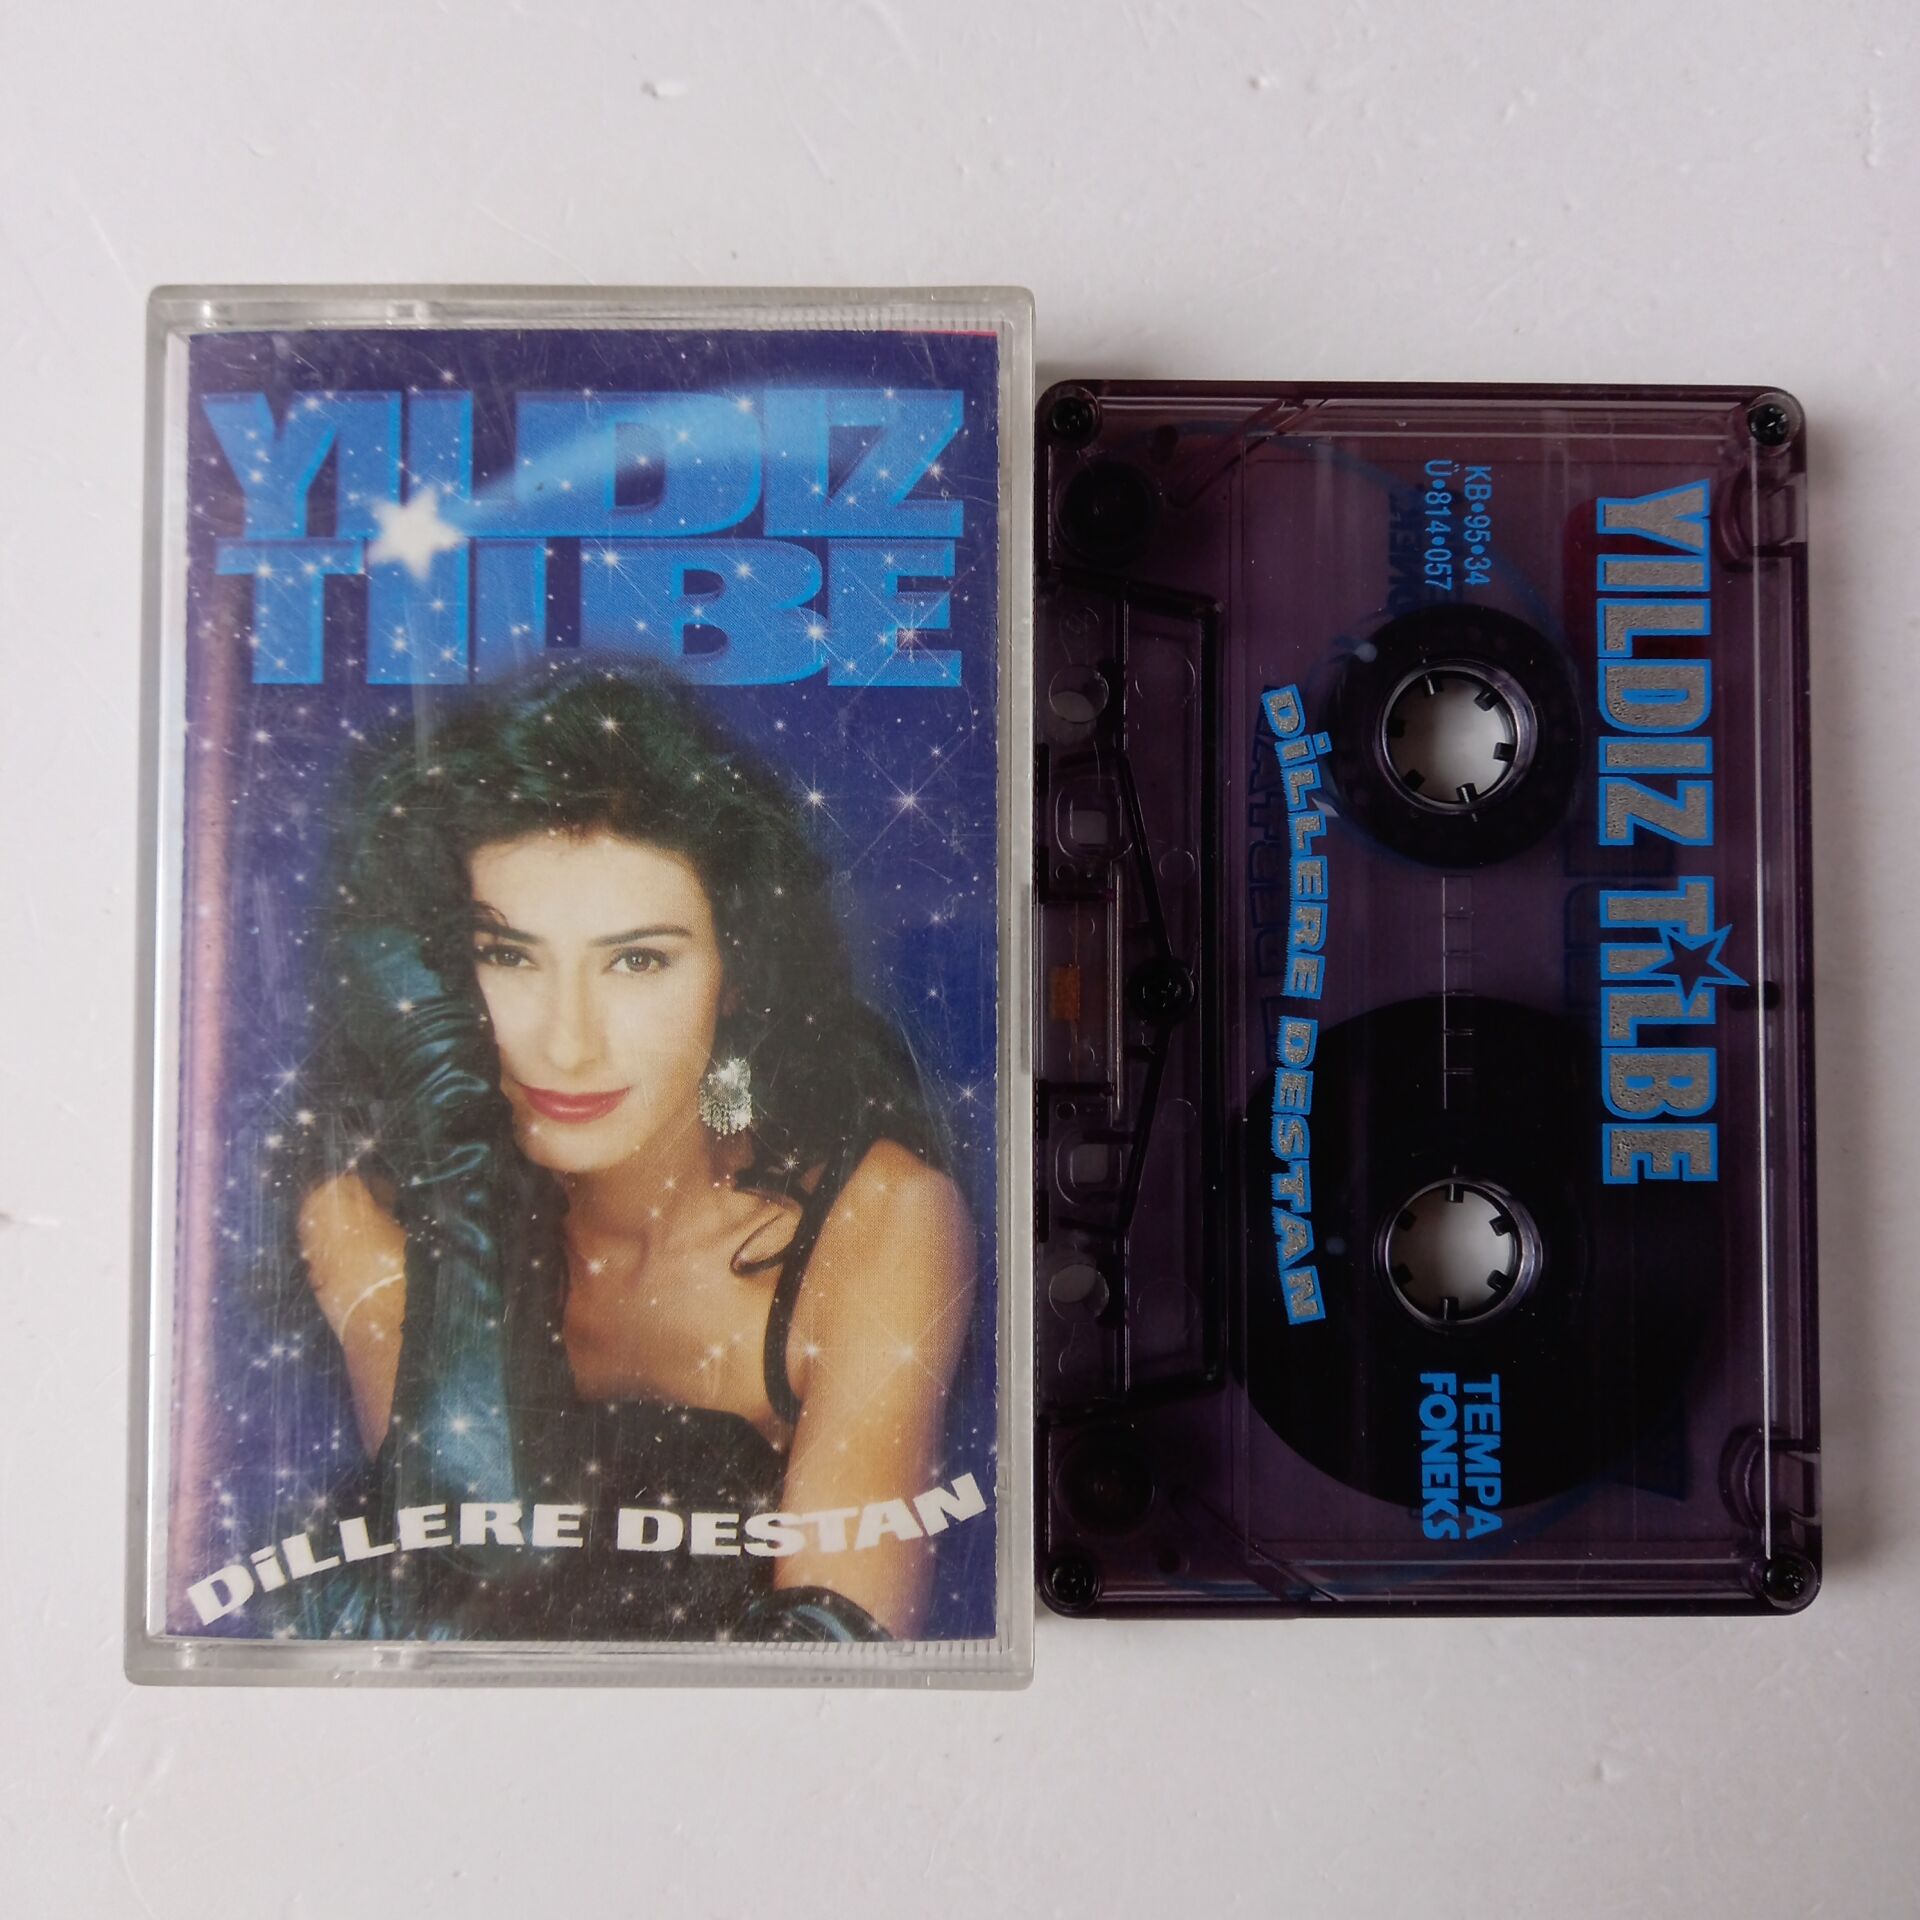 YILDIZ
TİLBE
DİLLERE DESTAN
YILDIZ TİLBE
DİLLERE DESTAN
KB•95•34
Ü•814•057
TEMPA
FONEKS